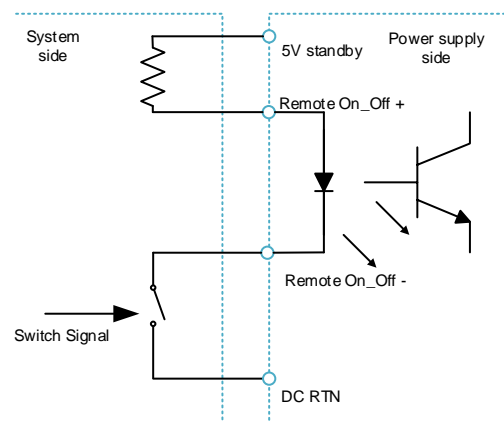 System
side
5V standby
Power supply
side
Remote On_Off +
Remote On_Off -
Switch Signal
DC RTN